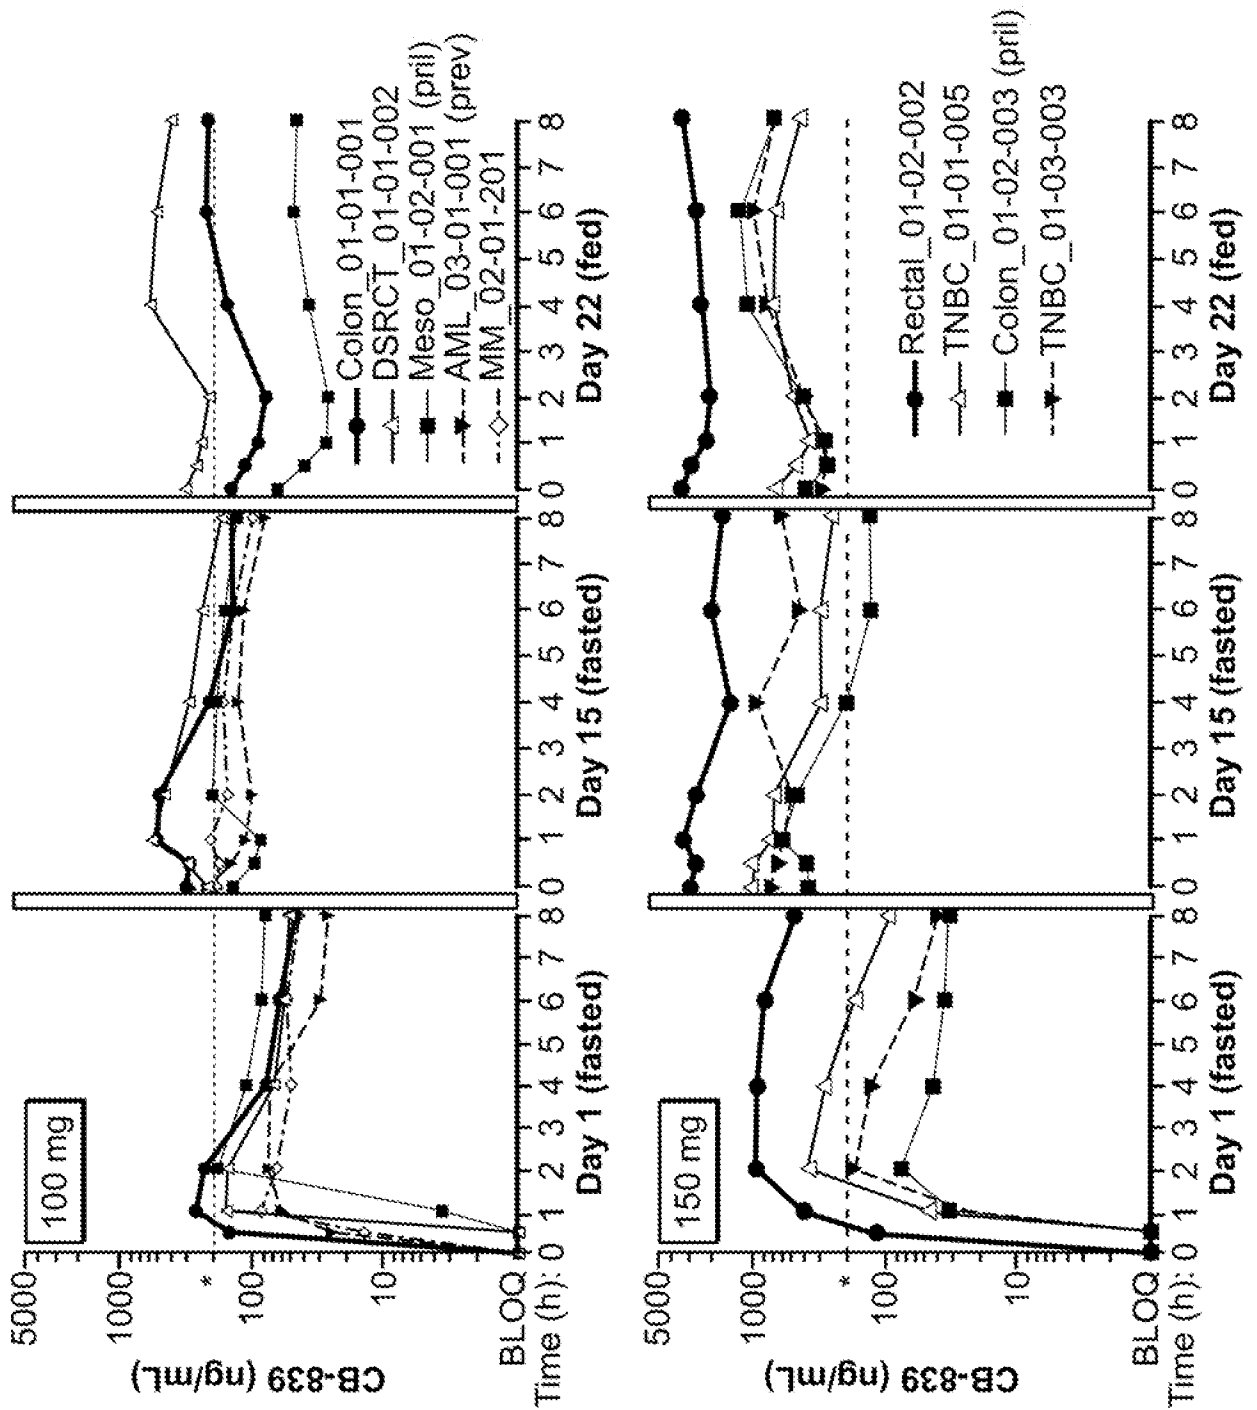 100 mg
CB-839 (ng/mL)
5000
1000
*
100
10
BLOQ
Time (h):
0 1 2 3 4 5 6 7 8
0 1 2 3 4 5 6 7 8
0 1 2 3 4 5 6 7 8
Day 1 (fasted)
Day 15 (fasted)
Day 22 (fed)
Colon_01-01-001
DSRCT_01-01-002
Meso_01-02-001 (pril)
AML_03-01-001 (prev)
MM_02-01-201
150 mg
CB-839 (ng/mL)
5000
1000
*
100
10
BLOQ
Time (h):
0 1 2 3 4 5 6 7 8
0 1 2 3 4 5 6 7 8
0 1 2 3 4 5 6 7 8
Day 1 (fasted)
Day 15 (fasted)
Day 22 (fed)
Rectal_01-02-002
TNBC_01-01-005
Colon_01-02-003 (pril)
TNBC_01-03-003